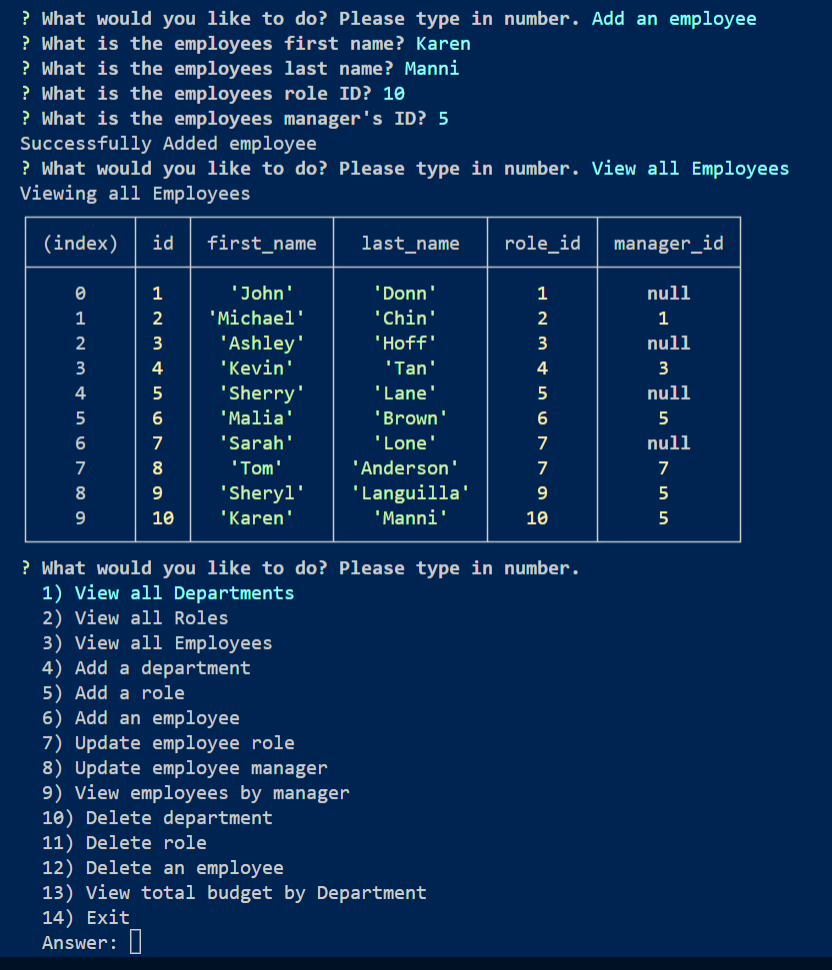 ? What would you like to do? Please type in number. Add an employee
? What is the employees first name? Karen
? What is the employees last name? Manni
? What is the employees role ID? 10
? What is the employees manager's ID? 5
Successfully Added employee
? What would you like to do? Please type in number. View all Employees
Viewing all Employees
(index) id first_name last_name role_id manager_id
0 1 'John' 'Donn' 1 null
1 2 'Michael' 'Chin' 2 1
2 3 'Ashley' 'Hoff' 3 null
3 4 'Kevin' 'Tan' 4 3
4 5 'Sherry' 'Lane' 5 null
5 6 'Malia' 'Brown' 6 5
6 7 'Sarah' 'Lone' 7 null
7 8 'Tom' 'Anderson' 7 7
8 9 'Sheryl' 'Languilla' 9 5
9 10 'Karen' 'Manni' 10 5
? What would you like to do? Please type in number.
1) View all Departments
2) View all Roles
3) View all Employees
4) Add a department
5) Add a role
6) Add an employee
7) Update employee role
8) Update employee manager
9) View employees by manager
10) Delete department
11) Delete role
12) Delete an employee
13) View total budget by Department
14) Exit
Answer: